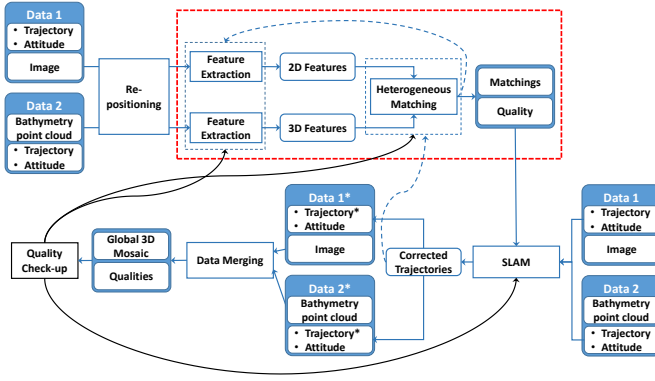 Data 1
• Trajectory
• Attitude
Image
Data 2
Bathymetry
point cloud
• Trajectory
• Attitude
Re-
positioning
Feature
Extraction
2D Features
Feature
Extraction
3D Features
Heterogeneous
Matching
Matchings
Quality
Data 1*
• Trajectory*
• Attitude
Image
Data 2*
Bathymetry
point cloud
• Trajectory*
• Attitude
Quality
Check-up
Global 3D
Mosaic
Qualities
Data Merging
Corrected
Trajectories
SLAM
Data 1
• Trajectory
• Attitude
Image
Data 2
Bathymetry
point cloud
• Trajectory
• Attitude